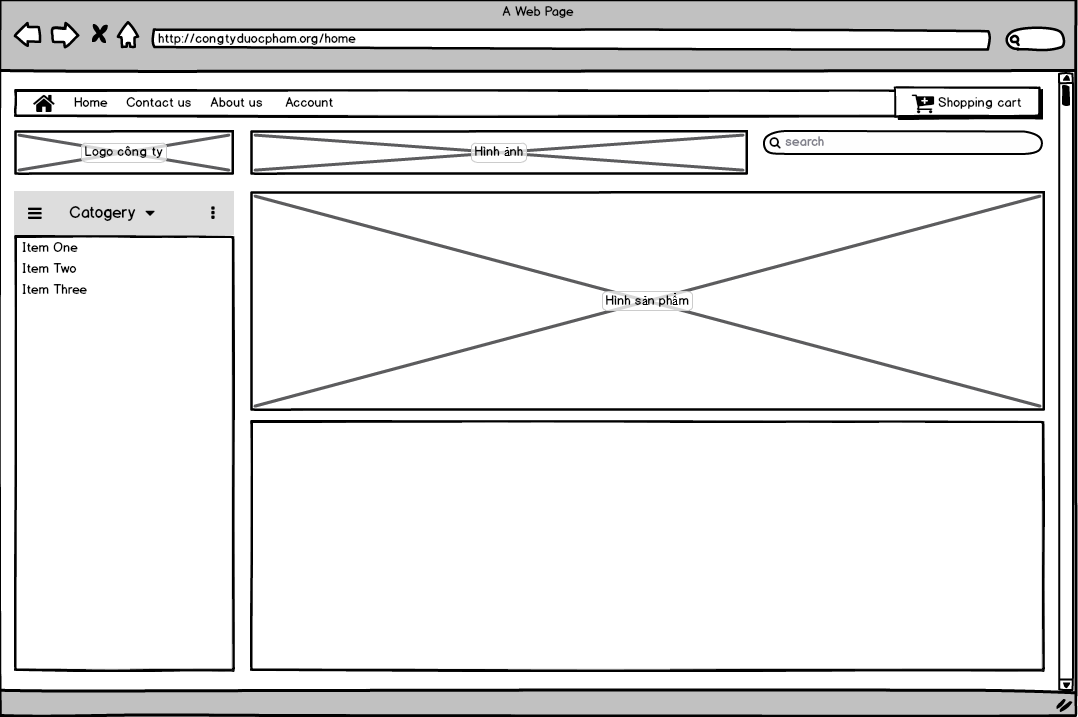 A Web Page
http://congtyduocpham.org/home
Home Contact us About us Account Shopping cart
Logo công ty
Hình ảnh
search
Catogery
Hình sản phẩm
Item One
Item Two
Item Three